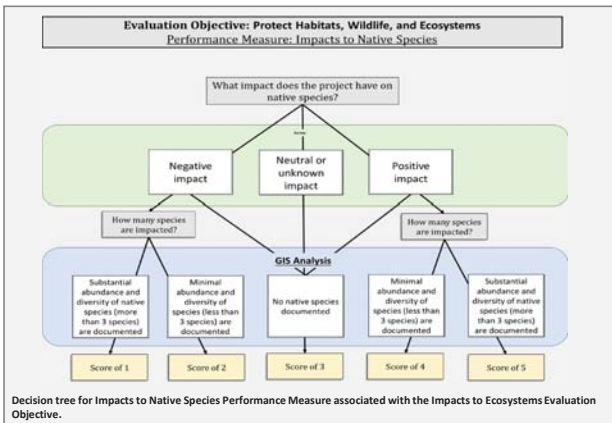 Evaluation Objective: Protect Habitats, Wildlife, and Ecosystems
Performance Measure: Impacts to Native Species
What impact does the project have on
native species?
Negative
impact
Neutral or
unknown
impact
Positive
impact
How many species
are impacted?
How many species
are impacted?
GIS Analysis
Substantial
abundance and
diversity of native
species (more
than 3 species) are
documented
Minimal
abundance and
diversity of
species (less than
3 species) are
documented
No native species
documented
Minimal
abundance and
diversity of
species (less than
3 species) are
documented
Substantial
abundance and
diversity of native
species (more
than 3 species) are
documented
Score of 1
Score of 2
Score of 3
Score of 4
Score of 5
Decision tree for Impacts to Native Species Performance Measure associated with the Impacts to Ecosystems Evaluation
Objective.